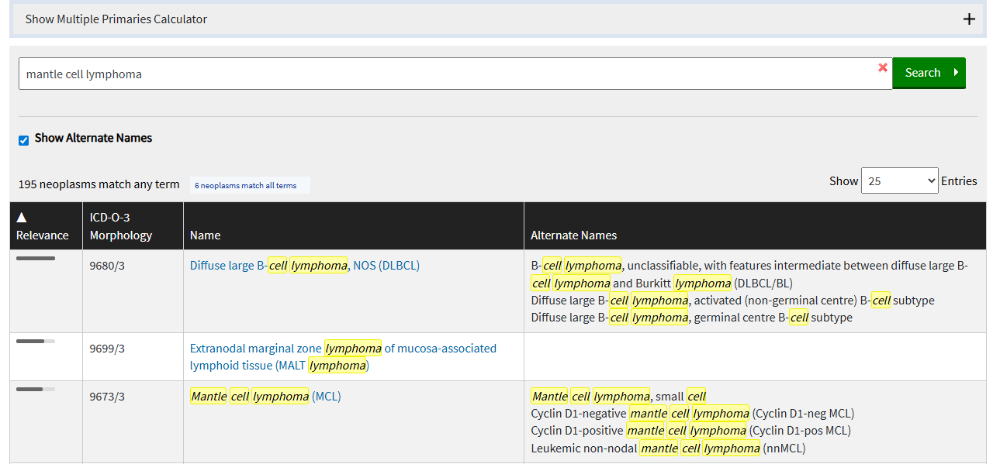 Show Multiple Primaries Calculator
mantle cell lymphoma
Search
Show Alternate Names
195 neoplasms match any term
6 neoplasms match all terms
Show 25 Entries
Relevance
ICD-O-3
Morphology
Name
Alternate Names
9680/3
Diffuse large B-cell lymphoma, NOS (DLBCL)
B-cell lymphoma, unclassifiable, with features intermediate between diffuse large B-
cell lymphoma and Burkitt lymphoma (DLBCL/BL)
Diffuse large B-cell lymphoma, activated (non-germinal centre) B-cell subtype
Diffuse large B-cell lymphoma, germinal centre B-cell subtype
9699/3
Extranodal marginal zone lymphoma of mucosa-associated
lymphoid tissue (MALT lymphoma)
9673/3
Mantle cell lymphoma (MCL)
Mantle cell lymphoma, small cell
Cyclin D1-negative mantle cell lymphoma (Cyclin D1-neg MCL)
Cyclin D1-positive mantle cell lymphoma (Cyclin D1-pos MCL)
Leukemic non-nodal mantle cell lymphoma (nnMCL)